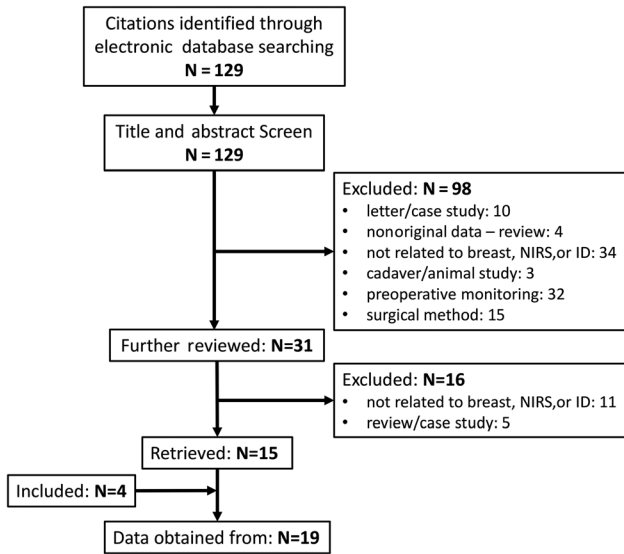 Citations identified through
electronic database searching
N = 129
Title and abstract Screen
N = 129
Excluded: N = 98
• letter/case study: 10
• nonoriginal data – review: 4
• not related to breast, NIRS,or ID: 34
• cadaver/animal study: 3
• preoperative monitoring: 32
• surgical method: 15
Further reviewed: N=31
Excluded: N=16
• not related to breast, NIRS,or ID: 11
• review/case study: 5
Retrieved: N=15
Included: N=4
Data obtained from: N=19